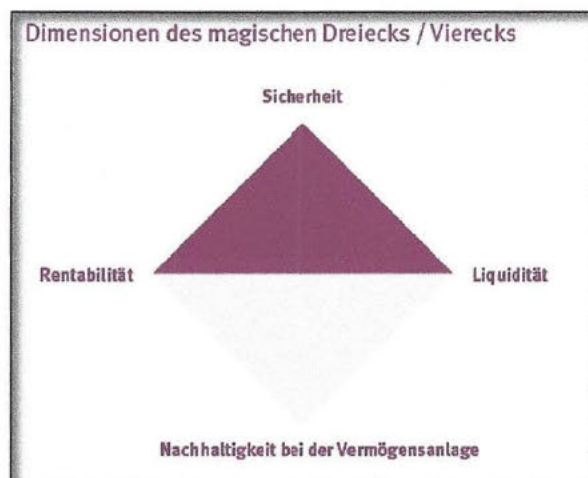 Dimensionen des magischen Dreiecks / Vierecks
Sicherheit
Rentabilität
Liquidität
Nachhaltigkeit bei der Vermögensanlage